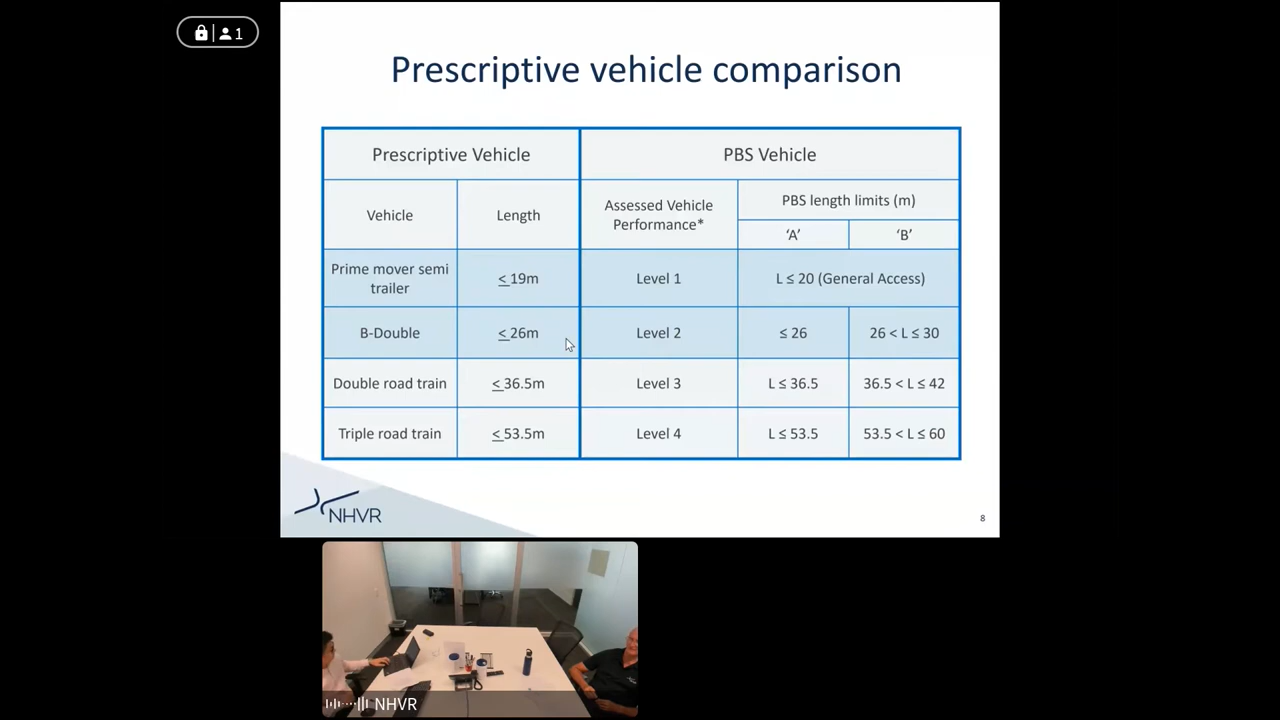 1
Prescriptive vehicle comparison
Prescriptive Vehicle
PBS Vehicle
Vehicle
Length
Assessed Vehicle
Performance*
PBS length limits (m)
‘A’
‘B’
Prime mover semi
trailer
< 19m
Level 1
L ≤ 20 (General Access)
B-Double
< 26m
Level 2
≤ 26
26 < L ≤ 30
Double road train
< 36.5m
Level 3
L ≤ 36.5
36.5 < L ≤ 42
Triple road train
< 53.5m
Level 4
L ≤ 53.5
53.5 < L ≤ 60
NHVR
8
NHVR